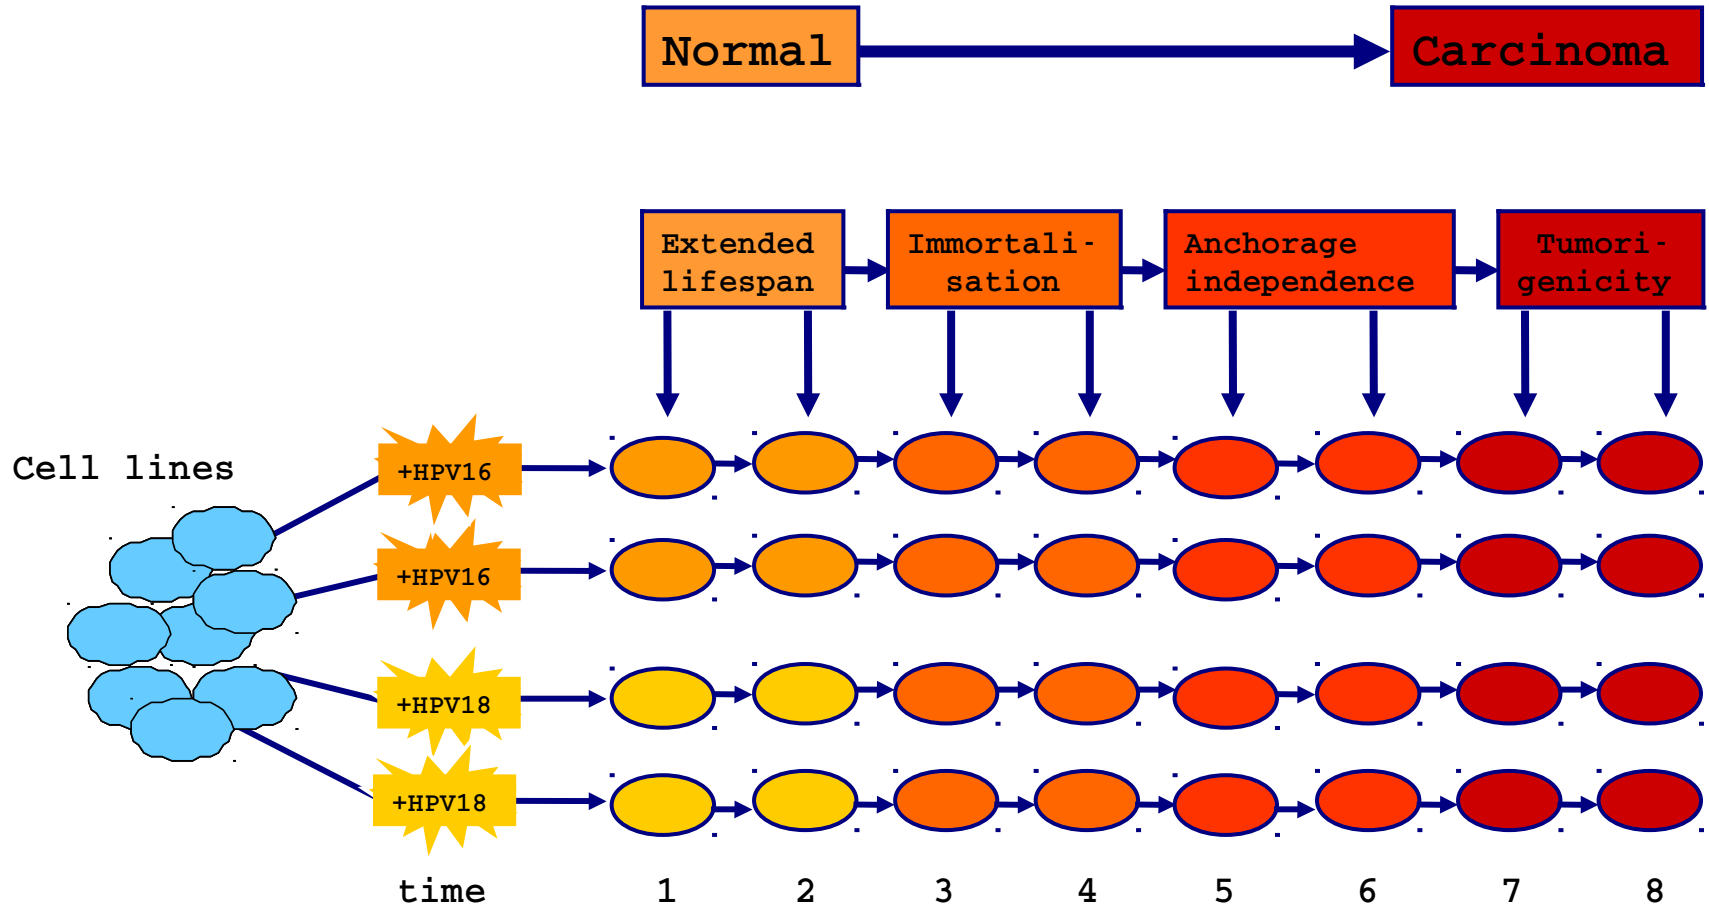 Normal
Carcinoma
Extended
lifespan
Immortali-
sation
Anchorage
independence
Tumori-
genicity
Cell lines
+HPV16
+HPV16
+HPV18
+HPV18
time 1 2 3 4 5 6 7 8